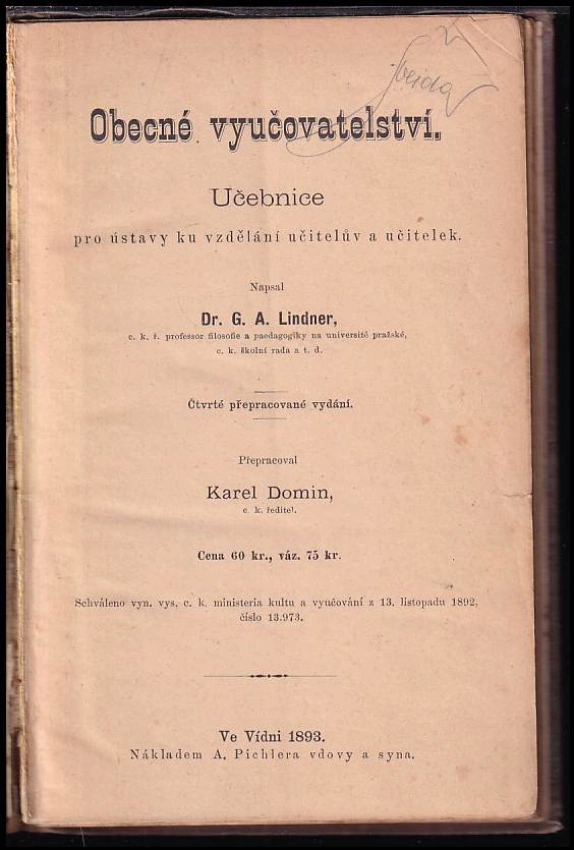 Obecné vyučovatelství.
Učebnice
pro ústavy ku vzdělání učitelův a učitelek.
Napsal
Dr. G. A. Lindner,
c. k. ř. professor filosofie a paedagogiky na universitě pražské,
c. k. školní rada a t. d.
Čtvrté přepracované vydání.
Přepracoval
Karel Domin,
c. k. ředitel.
Cena 60 kr., váz. 75 kr.
Schváleno vyn. vys. c. k. ministeria kultu a vyučování z 13. listopadu 1892,
číslo 13.973.
Ve Vídni 1893.
Nákladem A. Pichlera vdovy a syna.